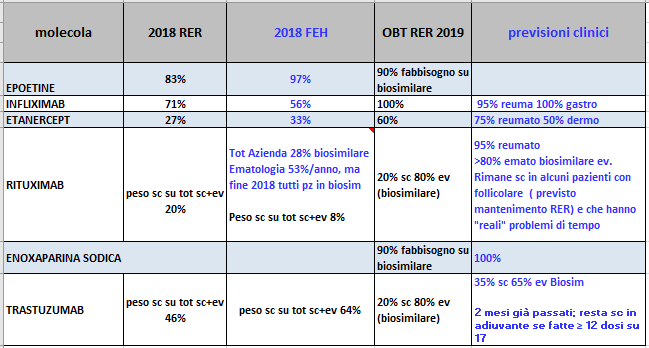 molecola 2018 RER 2018 FEH OBT RER 2019 previsioni clinici
EPOETINE 83% 97% 90% fabbisogno su
biosimilare
INFLIXIMAB 71% 56% 100% 95% reuma 100% gastro
ETANERCEPT 27% 33% 60% 75% reumato 50% dermo
RITUXIMAB
peso sc su tot sc+ev
20%
Tot Azienda 28% biosimilare
Ematologia 53%/anno, ma
fine 2018 tutti pz in biosim
Peso sc su tot sc+ev 8%
20% sc 80% ev
(biosimilare)
95% reumato
>80% emato biosimilare ev.
Rimane sc in alcuni pazienti con
follicolare ( previsto
mantenimento RER) e che hanno
"reali" problemi di tempo
ENOXAPARINA SODICA 90% fabbisogno su
biosimilare
100%
TRASTUZUMAB
peso sc su tot sc+ev
46%
peso sc su tot sc+ev 64%
20% sc 80% ev
(biosimilare)
35% sc 65% ev Biosim
2 mesi già passati; resta sc in
adiuvante se fatte ≥ 12 dosi su
17